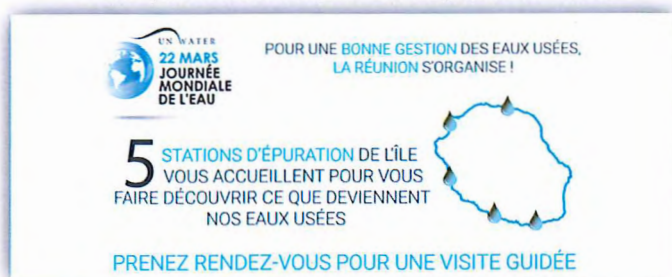 UN WATER
22 MARS
JOURNÉE
MONDIALE
DE L'EAU
POUR UNE BONNE GESTION DES EAUX USÉES,
LA RÉUNION S'ORGANISE !
5 STATIONS D'ÉPURATION DE L'ÎLE
VOUS ACCUEILLENT POUR VOUS
FAIRE DÉCOUVRIR CE QUE DEVIENNENT
NOS EAUX USÉES
PRENEZ RENDEZ-VOUS POUR UNE VISITE GUIDÉE